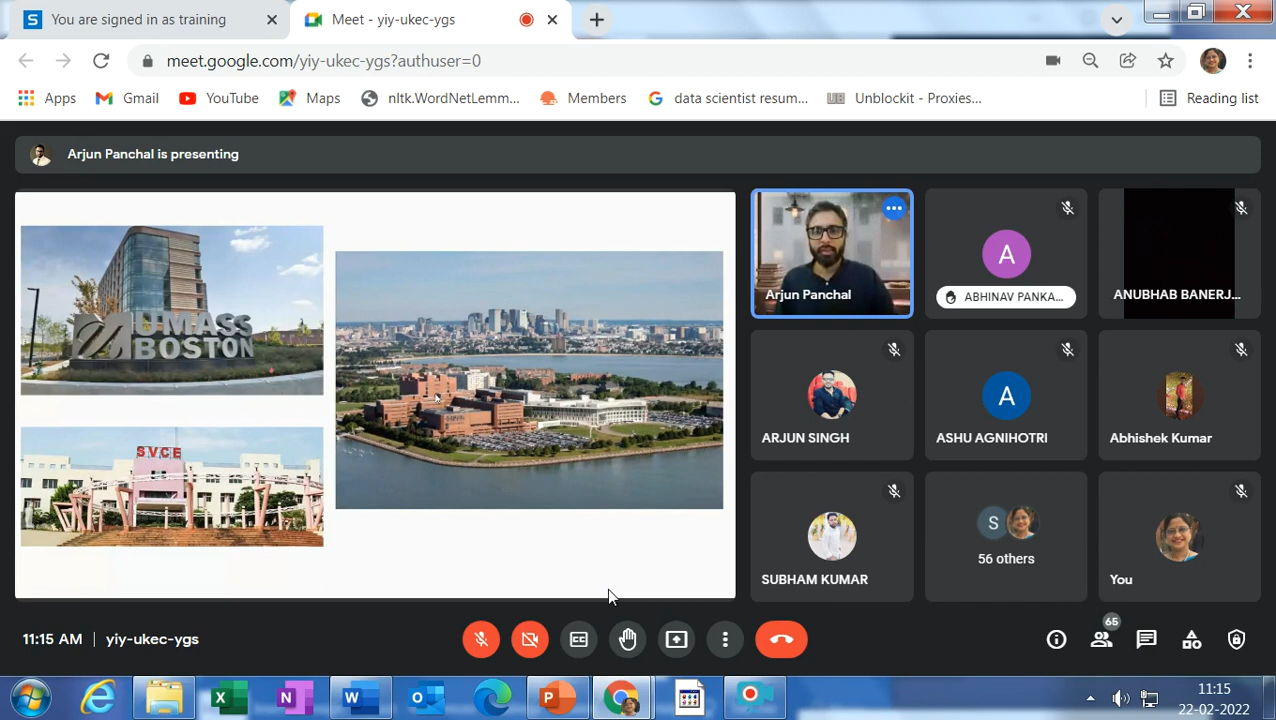 You are signed in as training
Meet - yiy-ukec-ygs
meet.google.com/yiy-ukec-ygs?authuser=0
Apps
Gmail
YouTube
Maps
nltk.WordNetLemm...
Members
data scientist resum...
Unblockit - Proxies...
Reading list
Arjun Panchal is presenting
UMASS
BOSTON
SVCE
Arjun Panchal
A
ABHINAV PANKA...
ANUBHAB BANERJ...
ARJUN SINGH
A
ASHU AGNIHOTRI
Abhishek Kumar
SUBHAM KUMAR
S
56 others
You
11:15 AM | yiy-ukec-ygs
65
11:15
22-02-2022